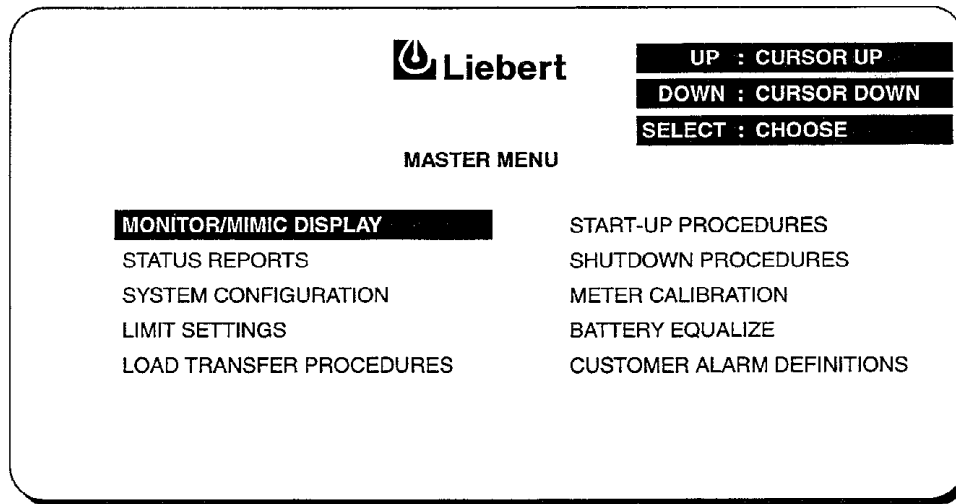 Liebert
UP : CURSOR UP
DOWN : CURSOR DOWN
SELECT : CHOOSE
MASTER MENU
MONITOR/MIMIC DISPLAY
STATUS REPORTS
SYSTEM CONFIGURATION
LIMIT SETTINGS
LOAD TRANSFER PROCEDURES
START-UP PROCEDURES
SHUTDOWN PROCEDURES
METER CALIBRATION
BATTERY EQUALIZE
CUSTOMER ALARM DEFINITIONS